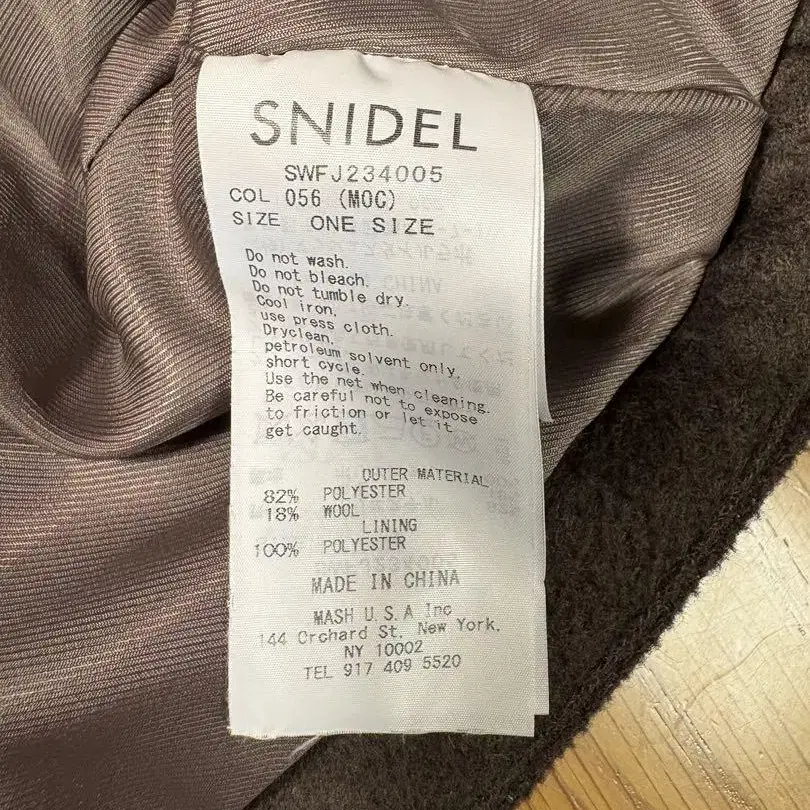 SNIDEL
SWFJ234005
COL 056 (MOC)
SIZE ONE SIZE
Do not wash.
Do not bleach.
Do not tumble dry.
Cool iron.
use press cloth.
Dryclean.
petroleum solvent only.
short cycle.
Use the net when cleaning.
Be careful not to expose
to friction or let it
get caught.
OUTER MATERIAL
82% POLYESTER
18% WOOL
LINING
100% POLYESTER
MADE IN CHINA
MASH U.S.A Inc
144 Orchard St. New York.
NY 10002
TEL 917 409 5520